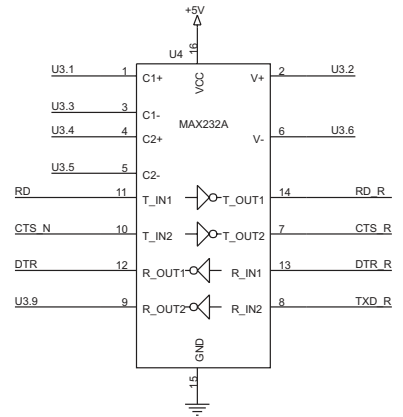 +5V
U4
16
VCC
U3.1 1 C1+ V+ 2 U3.2
U3.3 3 C1-
MAX232A
U3.4 4 C2+ V- 6 U3.6
U3.5 5 C2-
RD 11 T_IN1 T_OUT1 14 RD_R
CTS_N 10 T_IN2 T_OUT2 7 CTS_R
DTR 12 R_OUT1 R_IN1 13 DTR_R
U3.9 9 R_OUT2 R_IN2 8 TXD_R
GND
15